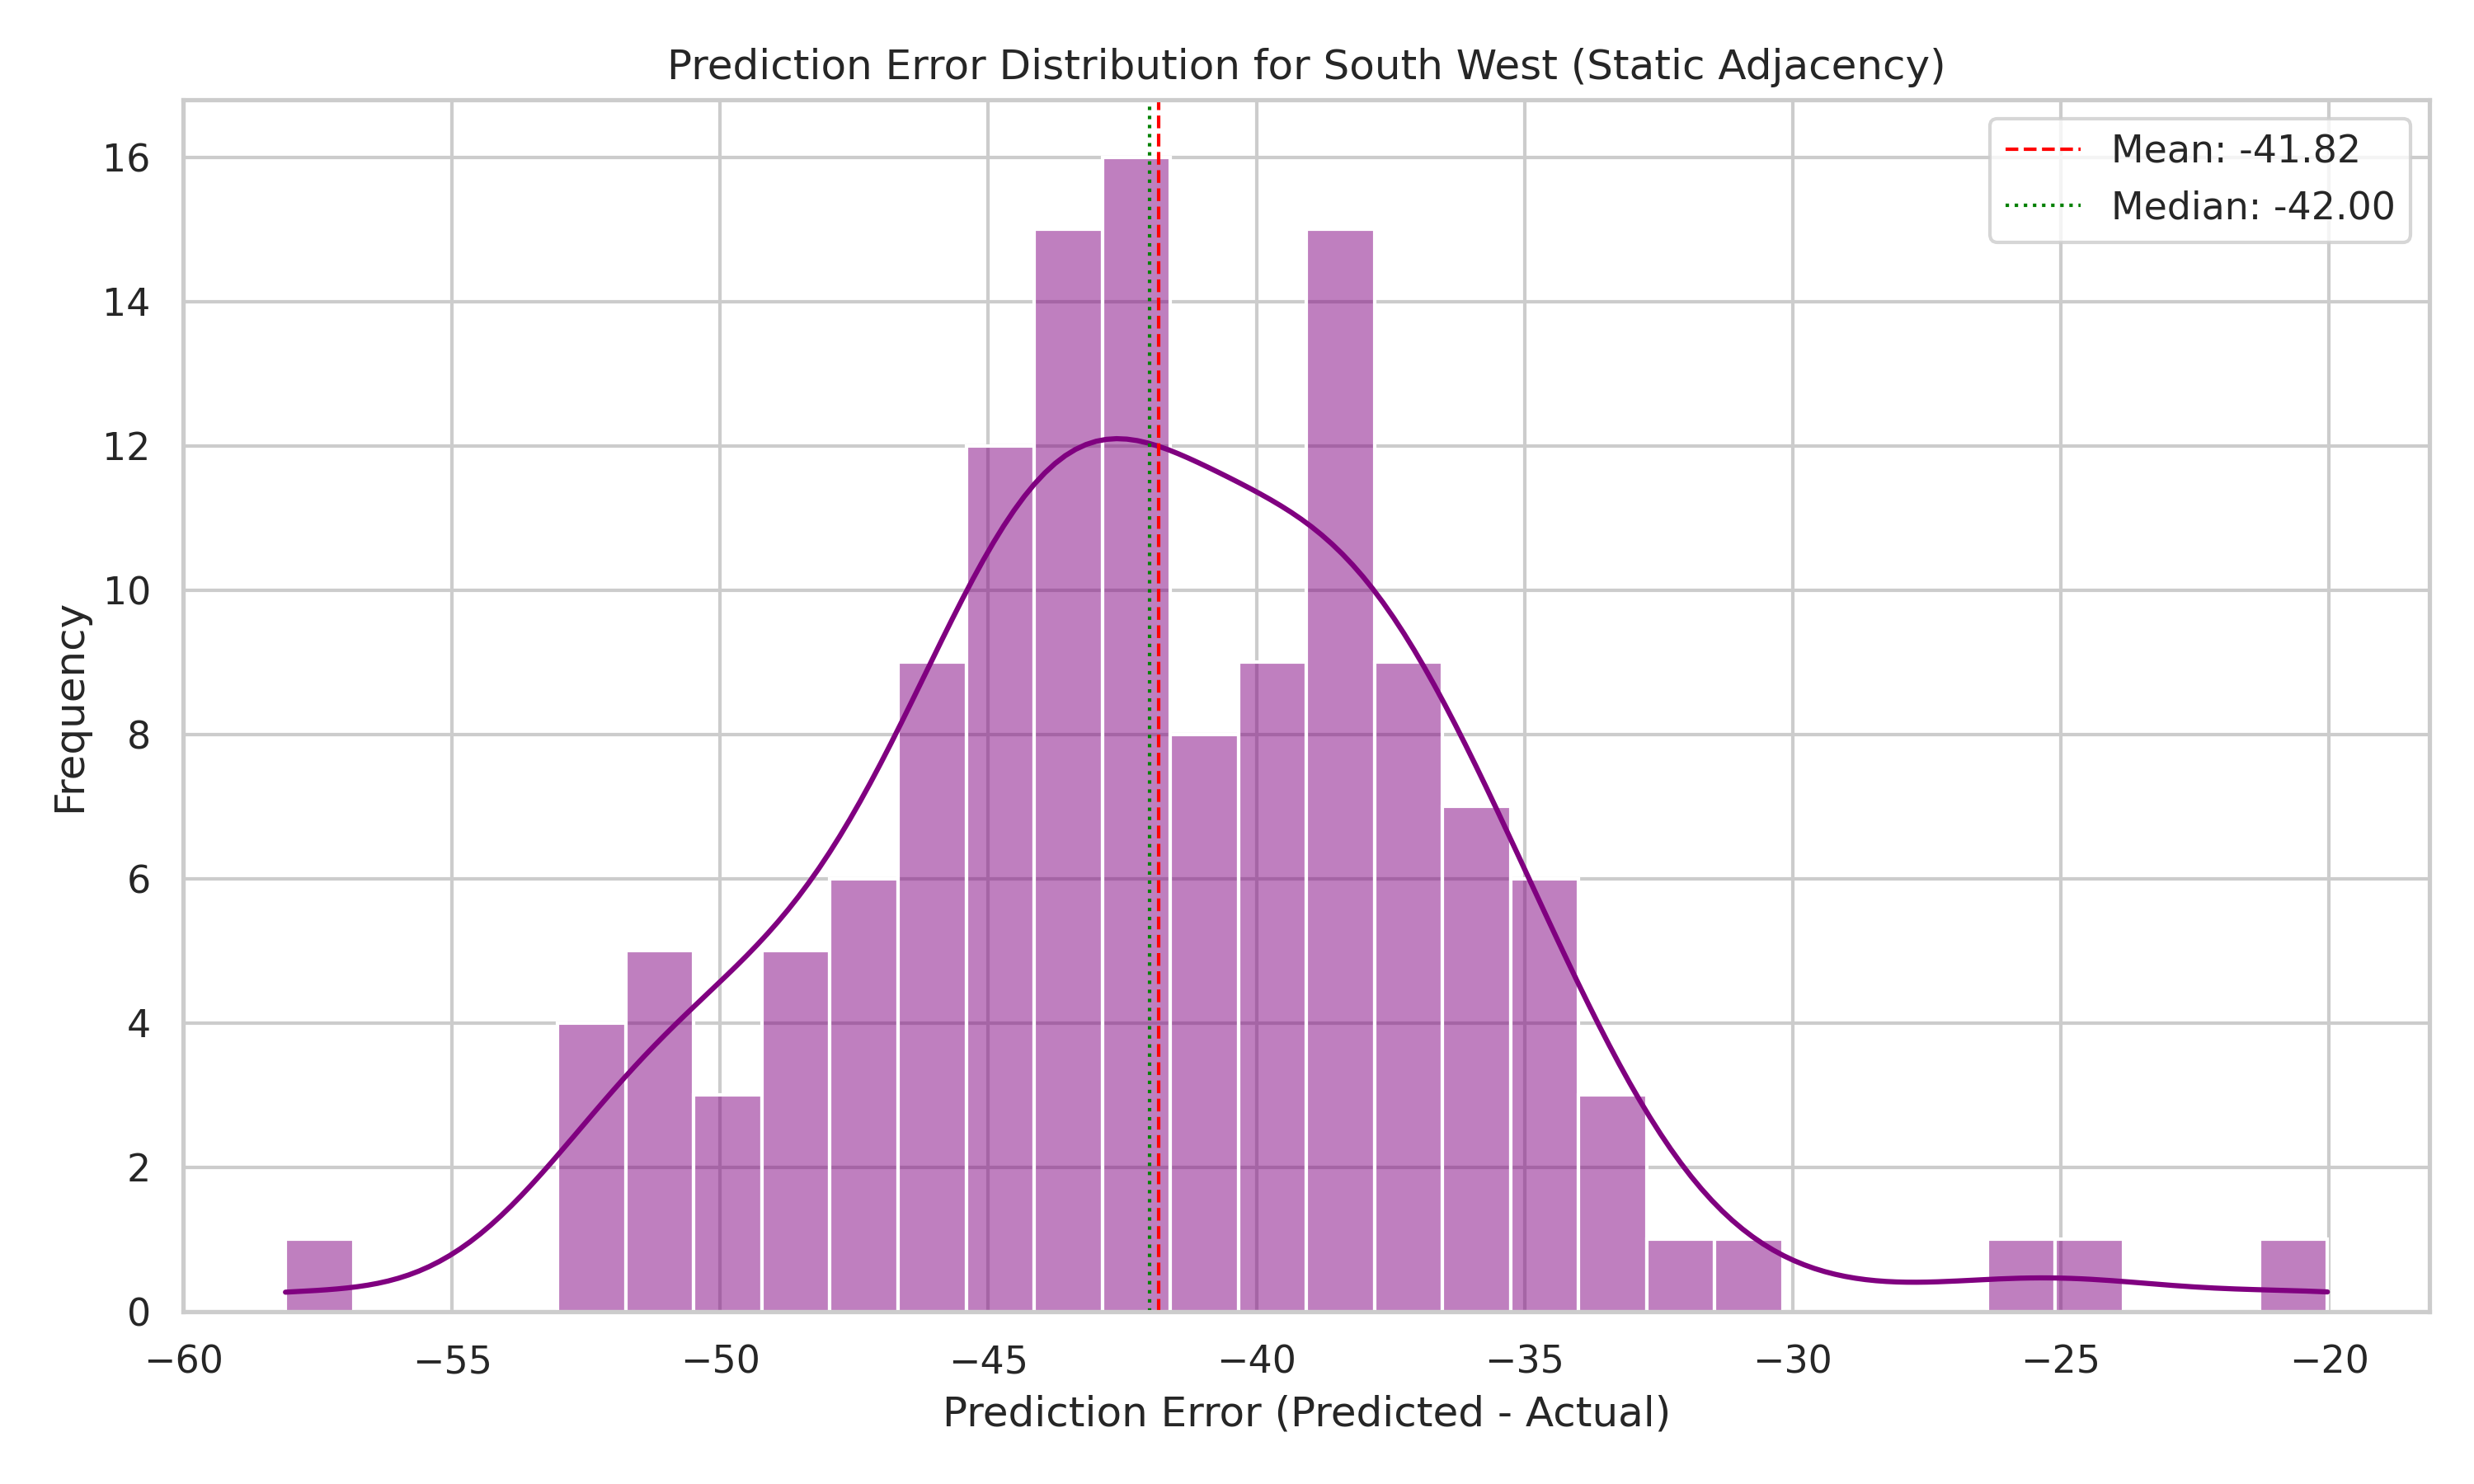 Prediction Error Distribution for South West (Static Adjacency)
Mean: -41.82
Median: -42.00
Frequency
16
14
12
10
8
6
4
2
0
−60 −55 −50 −45 −40 −35 −30 −25 −20
Prediction Error (Predicted - Actual)